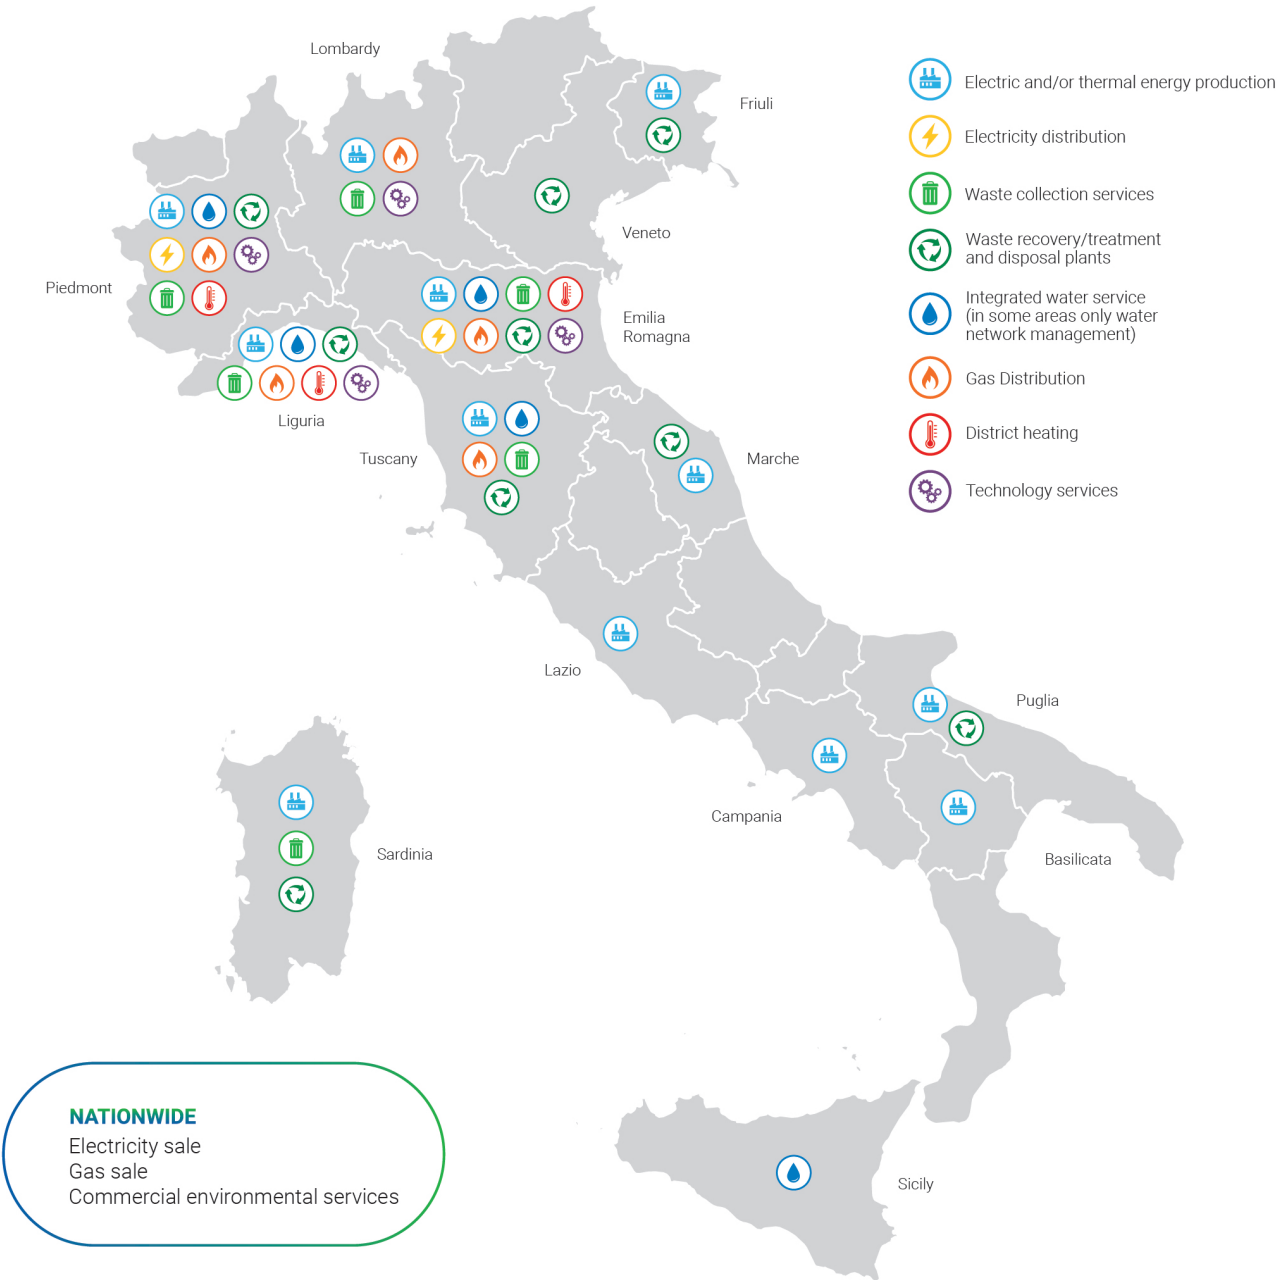 Lombardy
Friuli
Veneto
Piedmont
Emilia
Romagna
Liguria
Tuscany
Marche
Lazio
Puglia
Campania
Basilicata
Sardinia
Sicily
Electric and/or thermal energy production
Electricity distribution
Waste collection services
Waste recovery/treatment
and disposal plants
Integrated water service
(in some areas only water
network management)
Gas Distribution
District heating
Technology services
NATIONWIDE
Electricity sale
Gas sale
Commercial environmental services